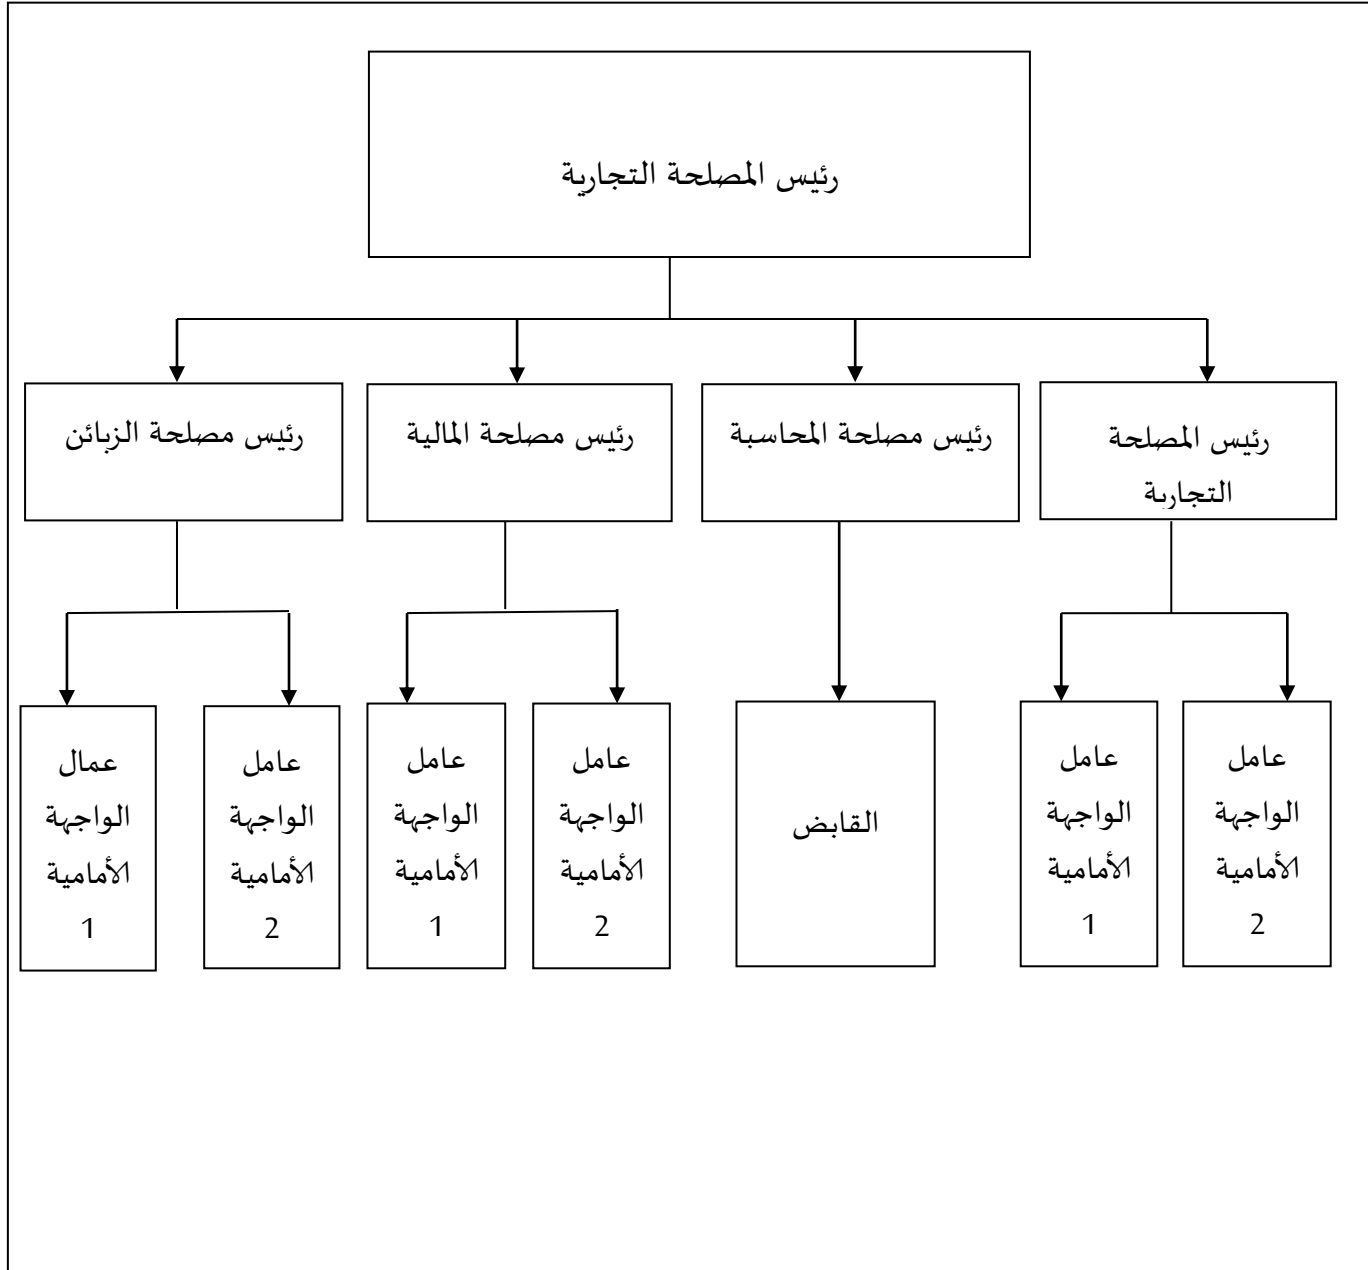 رئيس المصلحة التجارية
رئيس المصلحة
التجارية
رئيس مصلحة المحاسبة
رئيس مصلحة المالية
رئيس مصلحة الزبائن
عامل
الواجهة
الأمامية
2
عامل
الواجهة
الأمامية
1
القابض
عامل
الواجهة
الأمامية
2
عامل
الواجهة
الأمامية
1
عامل
الواجهة
الأمامية
2
عمال
الواجهة
الأمامية
1